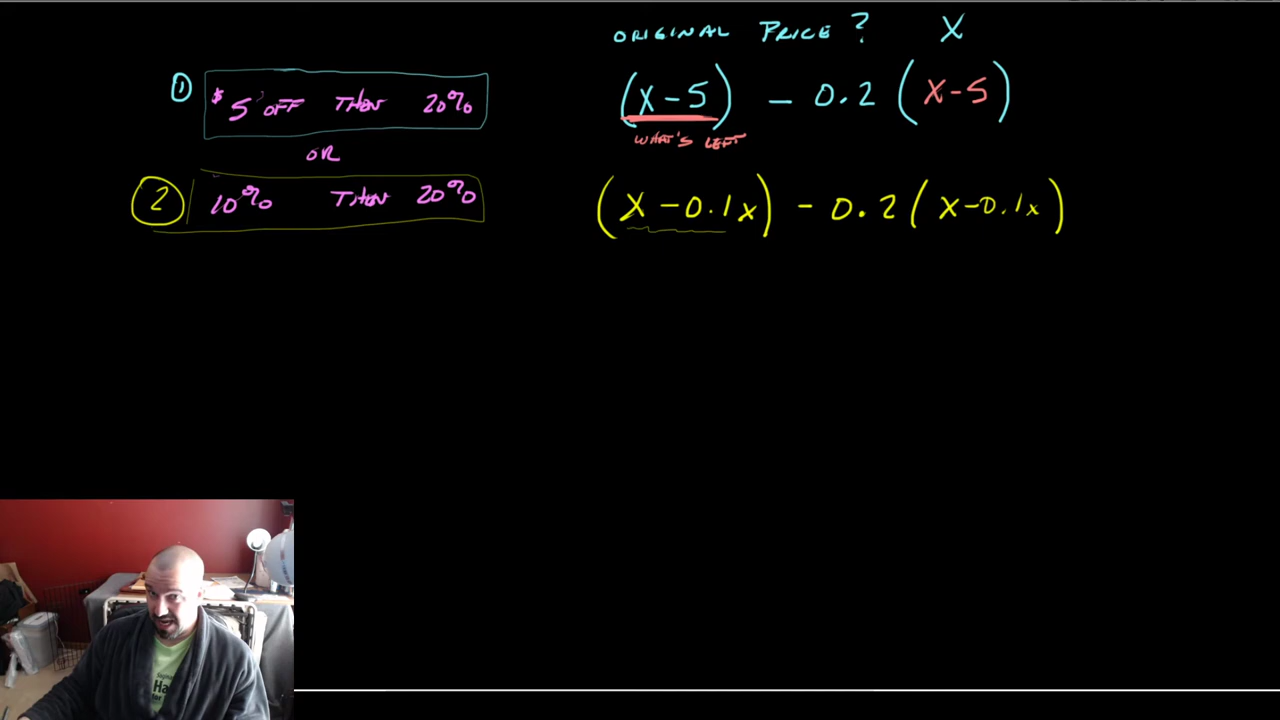 ORIGINAL PRICE ? X
① $5 OFF THEN 20% (X-5) - 0.2 (X-5)
WHAT'S LEFT
OR
② 10% THEN 20% (X-0.1x) - 0.2 (X-0.1x)
Ha